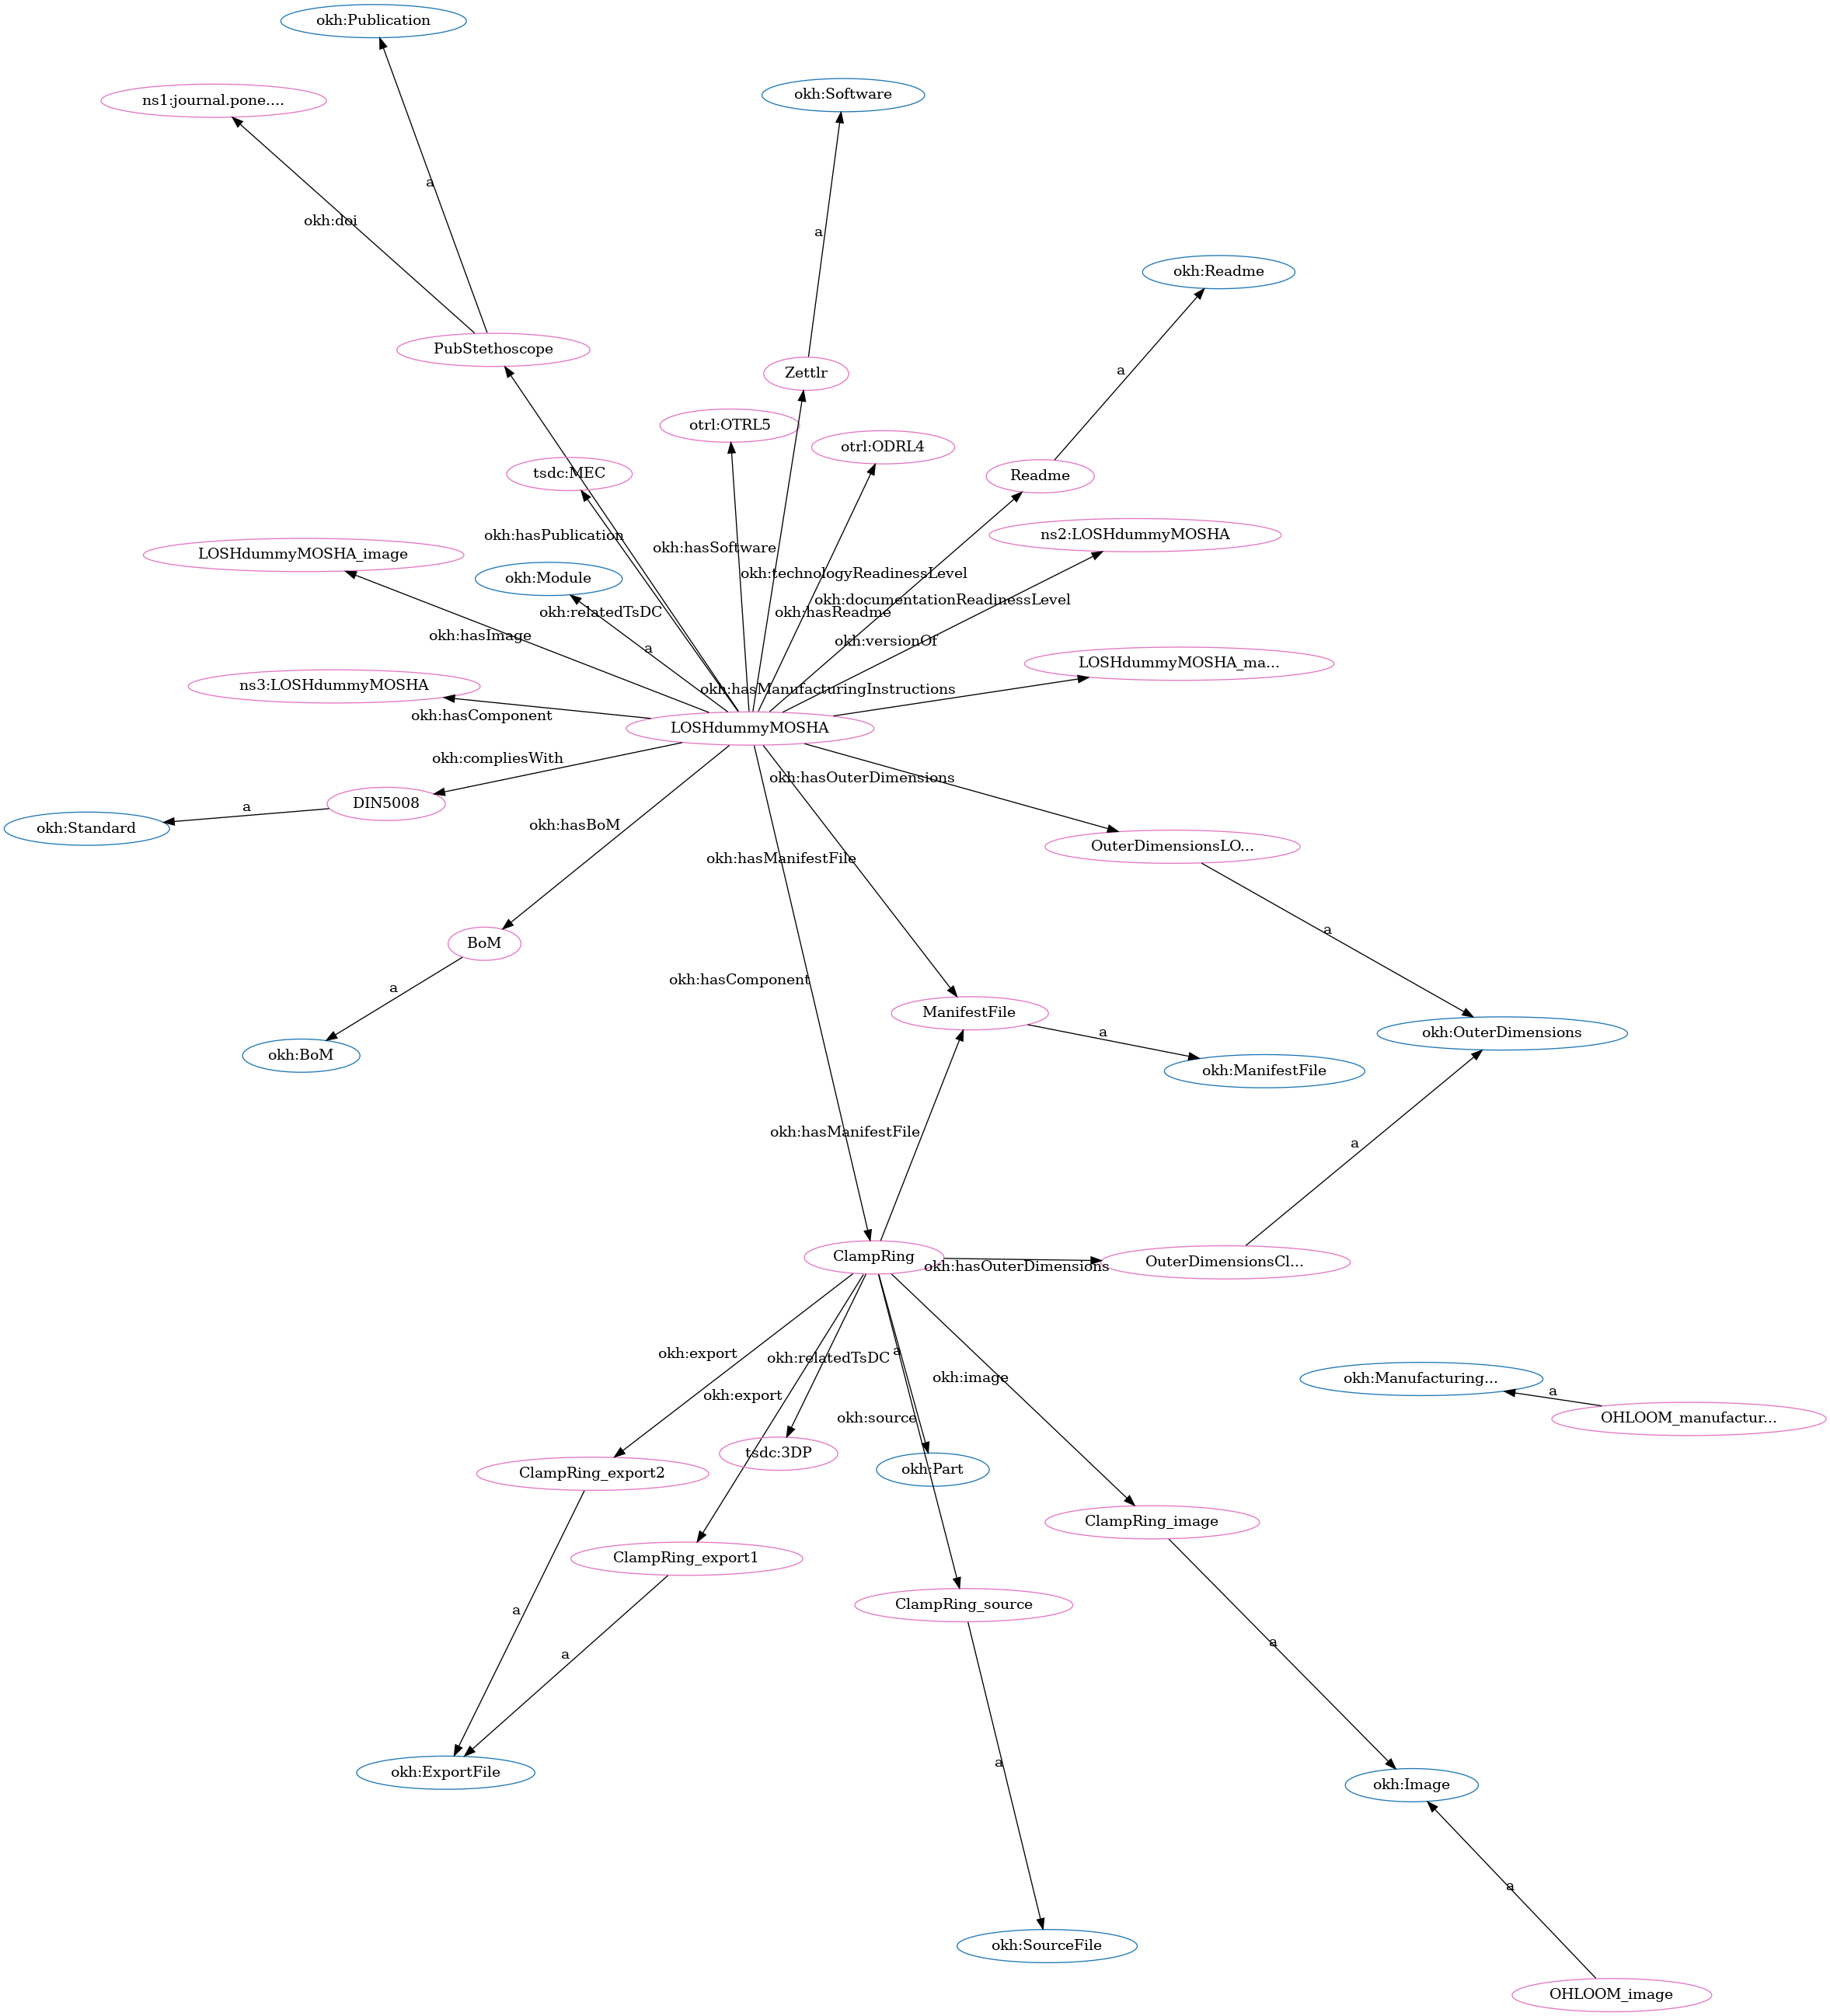 okh:Publication
okh:Software
ns1:journal.pone....
a
okh:doi
a
okh:Readme
PubStethoscope
Zettlr
a
otrl:OTRL5
otrl:ODRL4
tsdc:MEC
Readme
okh:hasPublication
ns2:LOSHdummyMOSHA
okh:hasSoftware
LOSHdummyMOSHA_image
okh:technologyReadinessLevel
okh:Module
okh:documentationReadinessLevel
okh:relatedTsDC
okh:hasReadme
okh:hasImage
okh:versionOf
a
LOSHdummyMOSHA_ma...
ns3:LOSHdummyMOSHA
okh:hasManufacturingInstructions
okh:hasComponent
LOSHdummyMOSHA
okh:compliesWith
okh:hasOuterDimensions
DIN5008
a
okh:Standard
okh:hasBoM
OuterDimensionsLO...
okh:hasManifestFile
a
BoM
okh:hasComponent
a
ManifestFile
a
okh:OuterDimensions
okh:BoM
okh:ManifestFile
okh:hasManifestFile
a
ClampRing
okh:hasOuterDimensions
OuterDimensionsCl...
okh:export
okh:relatedTsDC
a
okh:image
okh:Manufacturing...
a
okh:export
okh:source
OHLOOM_manufactur...
tsdc:3DP
okh:Part
ClampRing_export2
ClampRing_image
ClampRing_export1
ClampRing_source
a
a
a
a
okh:ExportFile
okh:Image
a
okh:SourceFile
OHLOOM_image